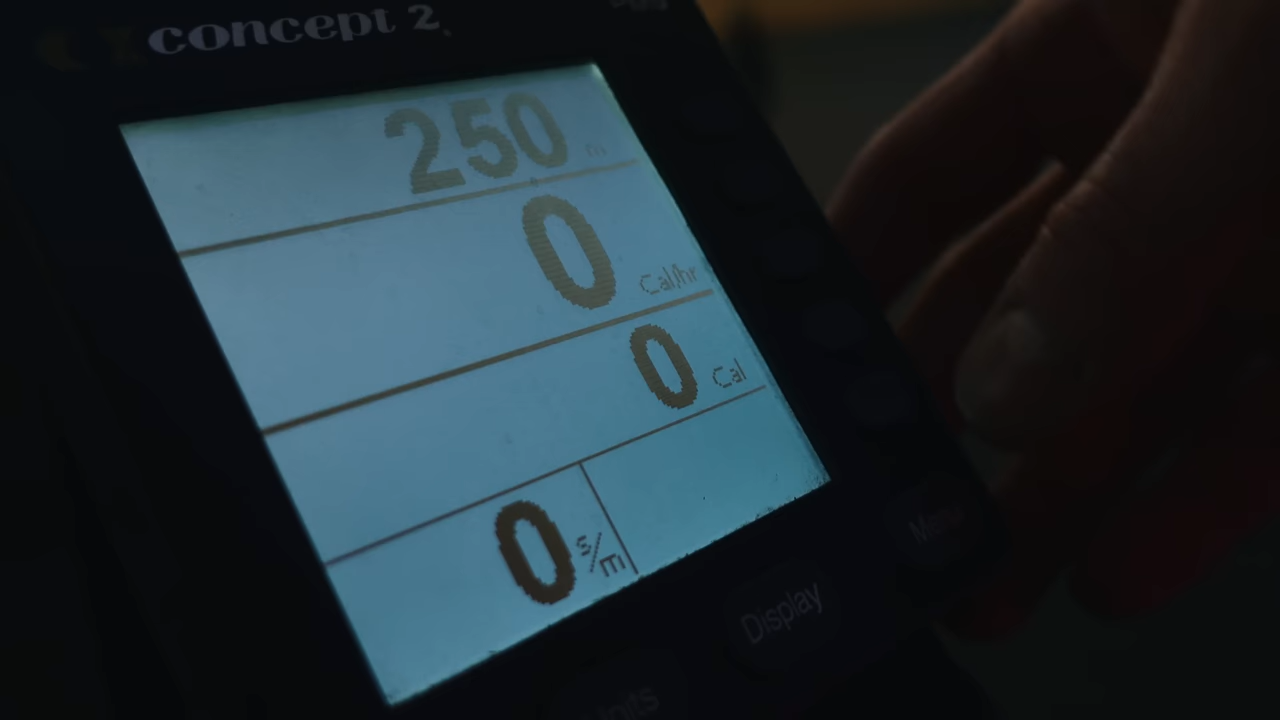 concept 2
250 m
0 Cal/hr
0 Cal
0 s/m
Display